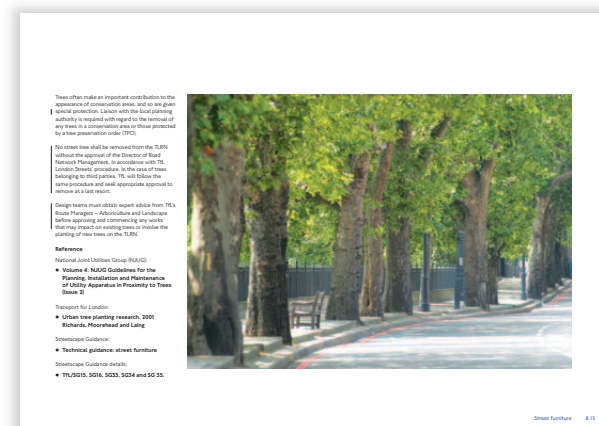 Trees often make an important contribution to the
appearance of conservation areas, and so are given
special protection. Liaison with the local planning
authority is required with regard to the removal of
any trees in a conservation area or those protected
by a tree preservation order (TPO).
No street tree shall be removed from the TLRN
without the approval of the Director of Road
Network Management, in accordance with TfL
London Streets' procedure. In the case of trees
belonging to third parties, TfL will follow the
same procedure and seek appropriate approval to
remove as a last resort.
Design teams must obtain expert advice from TfL's
Route Managers – Arboriculture and Landscape
before approving and commencing any works
that may impact on existing trees or involve the
planting of new trees on the TLRN.
Reference
National Joint Utilities Group (NJUG):
● Volume 4: NJUG Guidelines for the
Planning, Installation and Maintenance
of Utility Apparatus in Proximity to Trees
(Issue 2)
Transport for London:
● Urban tree planting research, 2001
Richards, Moorehead and Laing
Streetscape Guidance:
● Technical guidance: street furniture
Streetscape Guidance details:
● TfL/SG15, SG16, SG33, SG34 and SG 35.
Street furniture 8.15